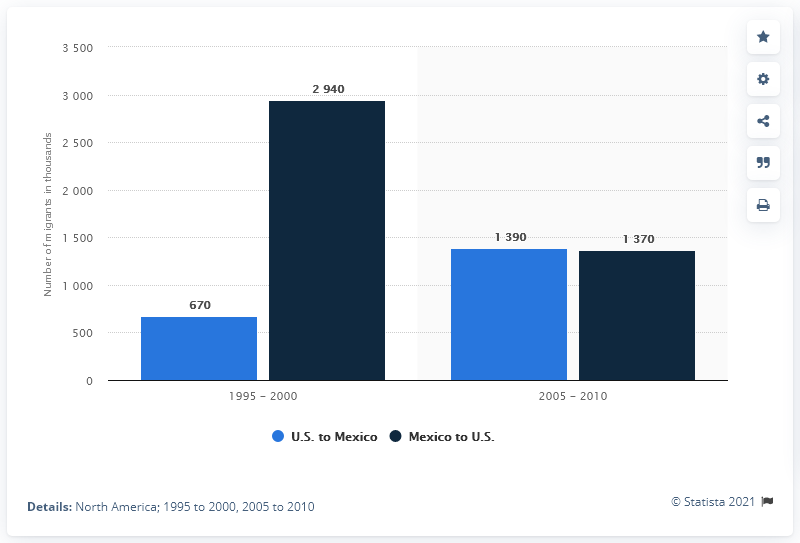 3 500
3 000
2 500
2 000
1 500
1 000
500
0
Number of migrants in thousands
670
2 940
1 390
1 370
1995 – 2000
2005 – 2010
U.S. to Mexico
Mexico to U.S.
Details: North America; 1995 to 2000, 2005 to 2010
© Statista 2021